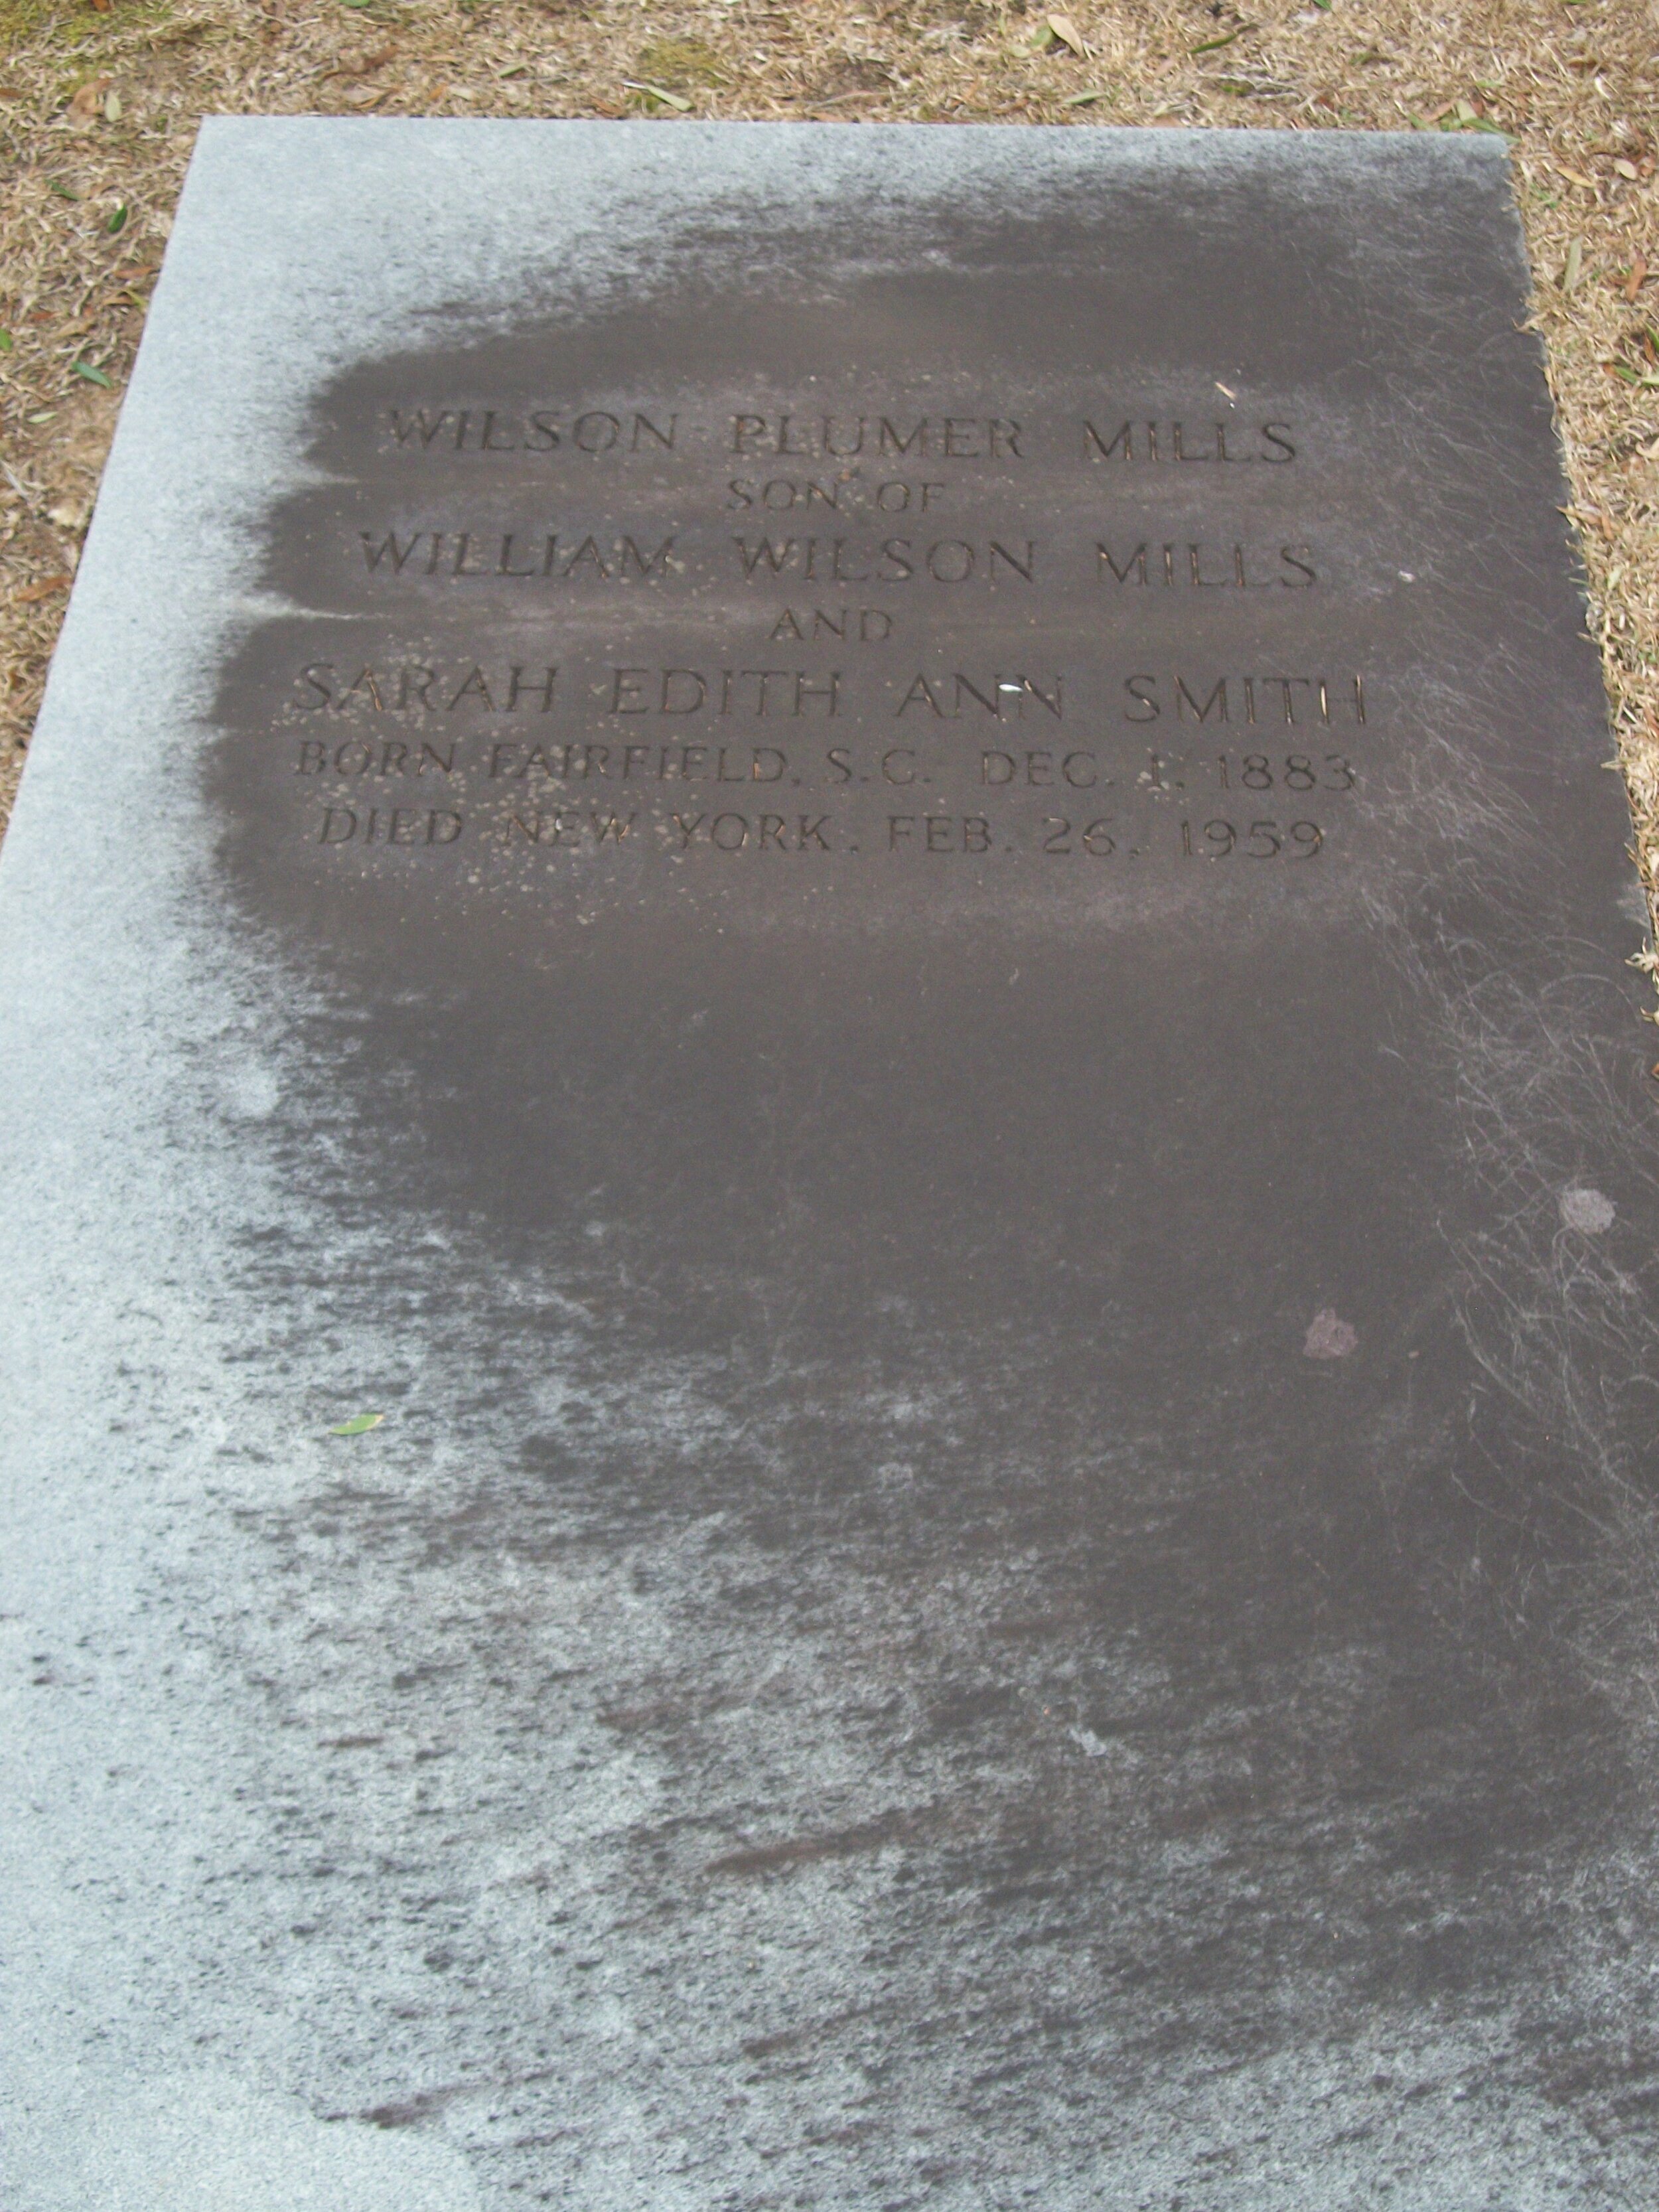 WILSON PLUMER MILLS
SON OF
WILLIAM WILSON MILLS
AND
SARAH EDITH ANN SMITH
BORN FAIRFIELD, S.C. DEC. 1, 1883
DIED NEW YORK, FEB. 26, 1959